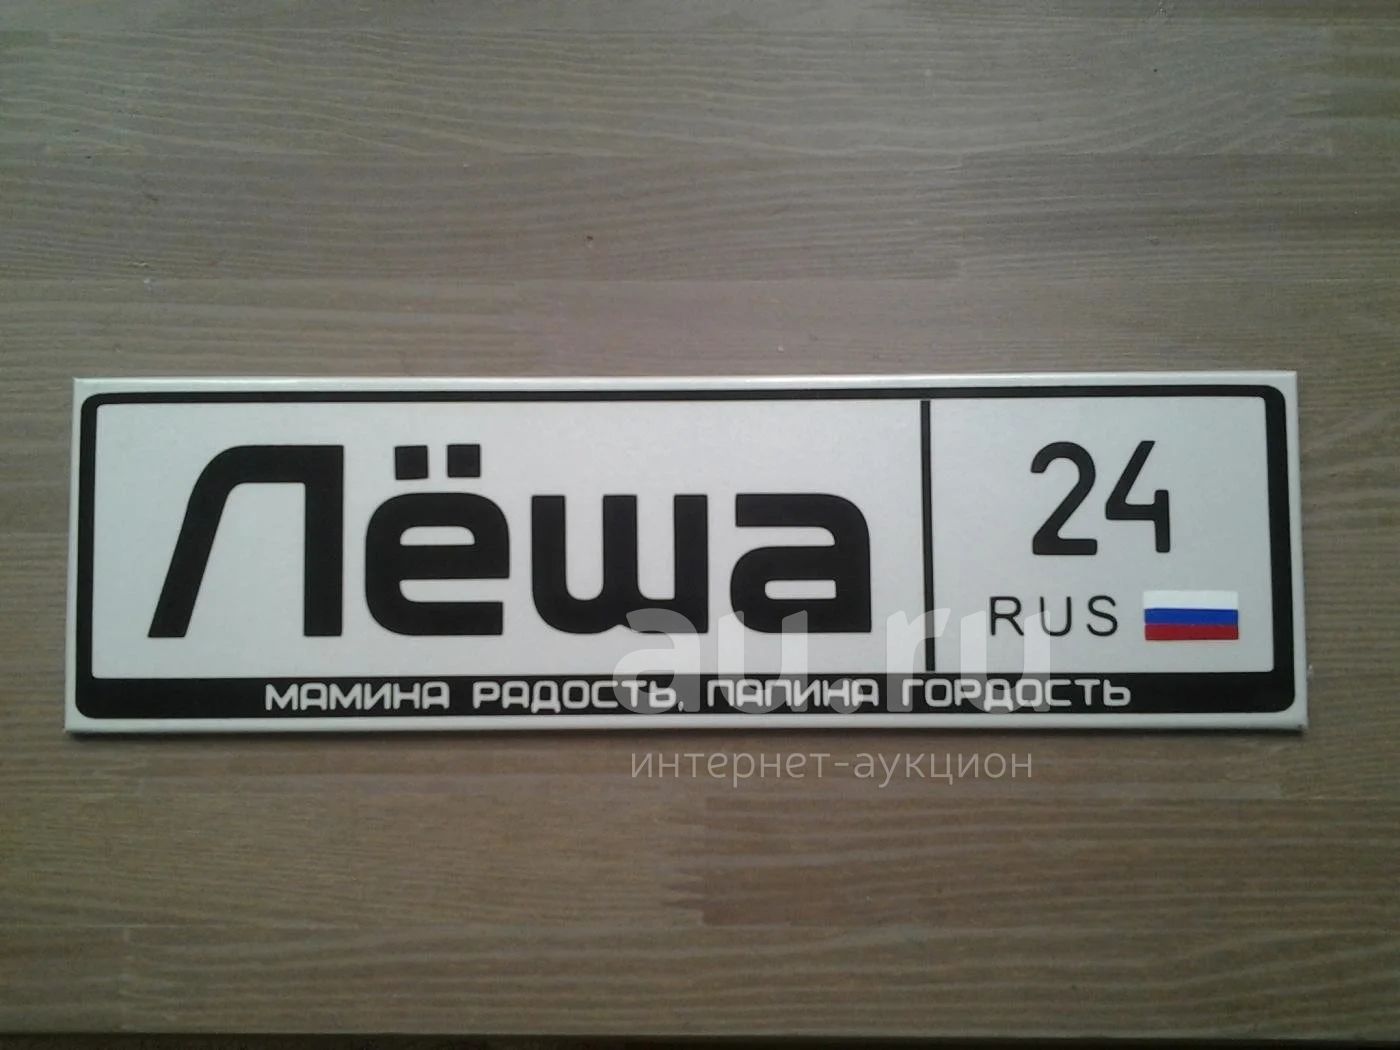 Лёша
24
RUS
МАМИНА РАДОСТЬ, ПАПИНА ГОРДОСТЬ
au.ru
интернет-аукцион